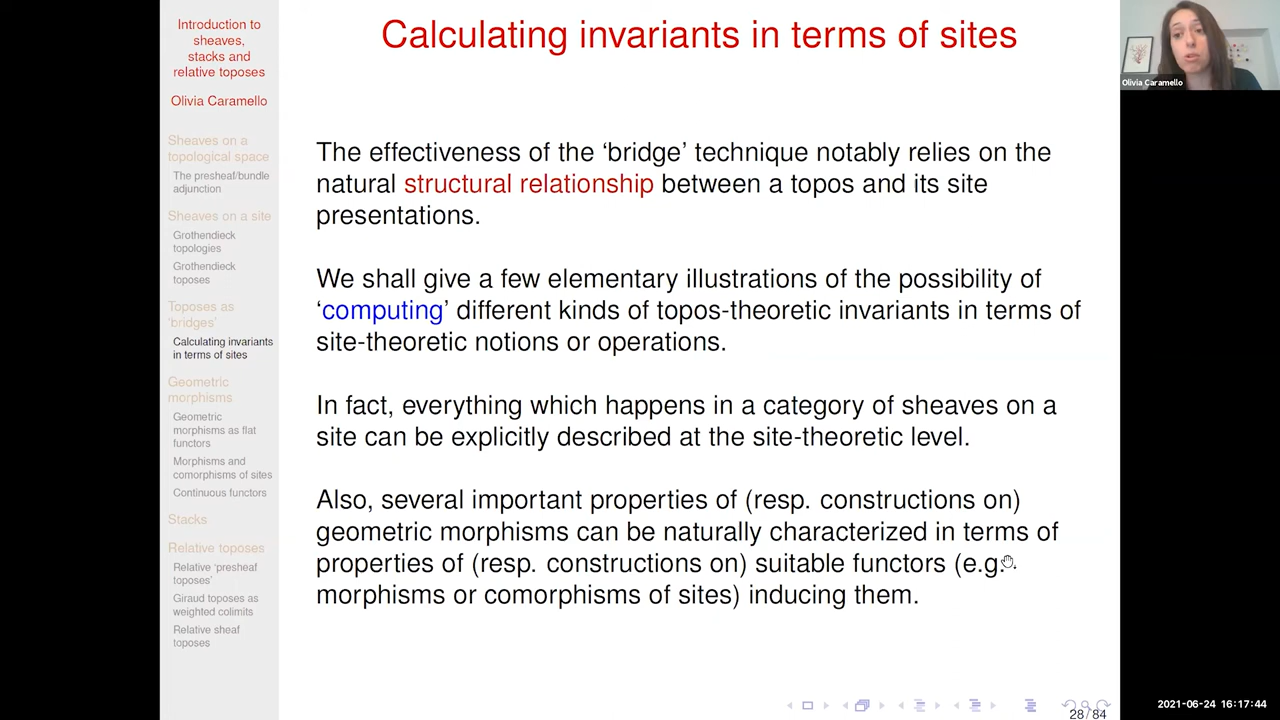 Introduction to
sheaves,
stacks and
relative toposes
Olivia Caramello
Sheaves on a
topological space
The presheaf/bundle
adjunction
Sheaves on a site
Grothendieck
topologies
Grothendieck
toposes
Toposes as
'bridges'
Calculating invariants
in terms of sites
Geometric
morphisms
Geometric
morphisms as flat
functors
Morphisms and
comorphisms of sites
Continuous functors
Stacks
Relative toposes
Relative 'presheaf
toposes'
Giraud toposes as
weighted colimits
Relative sheaf
toposes
Calculating invariants in terms of sites
The effectiveness of the ‘bridge’ technique notably relies on the
natural structural relationship between a topos and its site
presentations.
We shall give a few elementary illustrations of the possibility of
‘computing’ different kinds of topos-theoretic invariants in terms of
site-theoretic notions or operations.
In fact, everything which happens in a category of sheaves on a
site can be explicitly described at the site-theoretic level.
Also, several important properties of (resp. constructions on)
geometric morphisms can be naturally characterized in terms of
properties of (resp. constructions on) suitable functors (e.g.
morphisms or comorphisms of sites) inducing them.
28 / 84
Olivia Caramello
2021-06-24 16:17:44